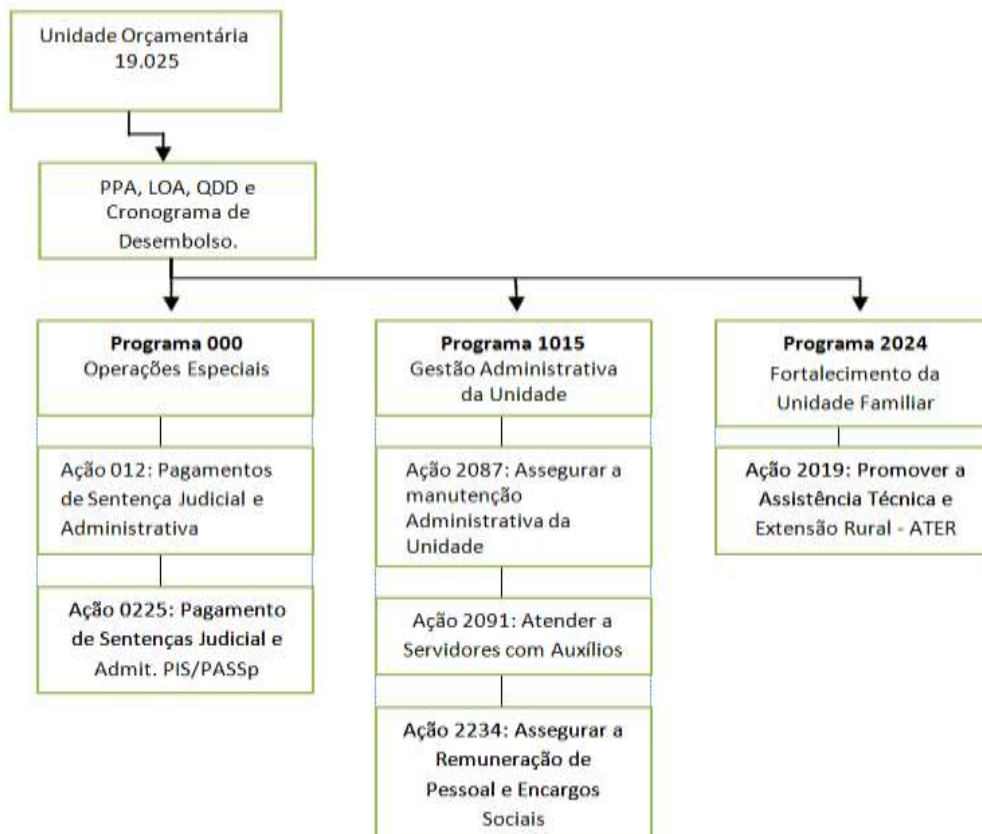 Unidade Orçamentária
19.025
PPA, LOA, QDD e
Cronograma de
Desembolso.
Programa 000
Operações Especiais
Ação 012: Pagamentos
de Sentença Judicial e
Administrativa
Ação 0225: Pagamento
de Sentenças Judicial e
Admit. PIS/PASSp
Programa 1015
Gestão Administrativa
da Unidade
Ação 2087: Assegurar a
manutenção
Administrativa da
Unidade
Ação 2091: Atender a
Servidores com Auxílios
Ação 2234: Assegurar a
Remuneração de
Pessoal e Encargos
Sociais
Programa 2024
Fortalecimento da
Unidade Familiar
Ação 2019: Promover a
Assistência Técnica e
Extensão Rural - ATER